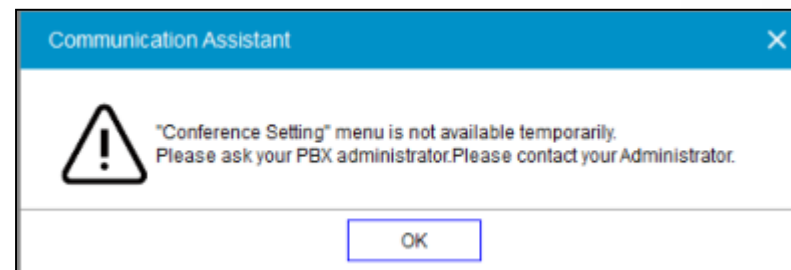 Communication Assistant
"Conference Setting" menu is not available temporarily.
Please ask your PBX administrator.Please contact your Administrator.
OK